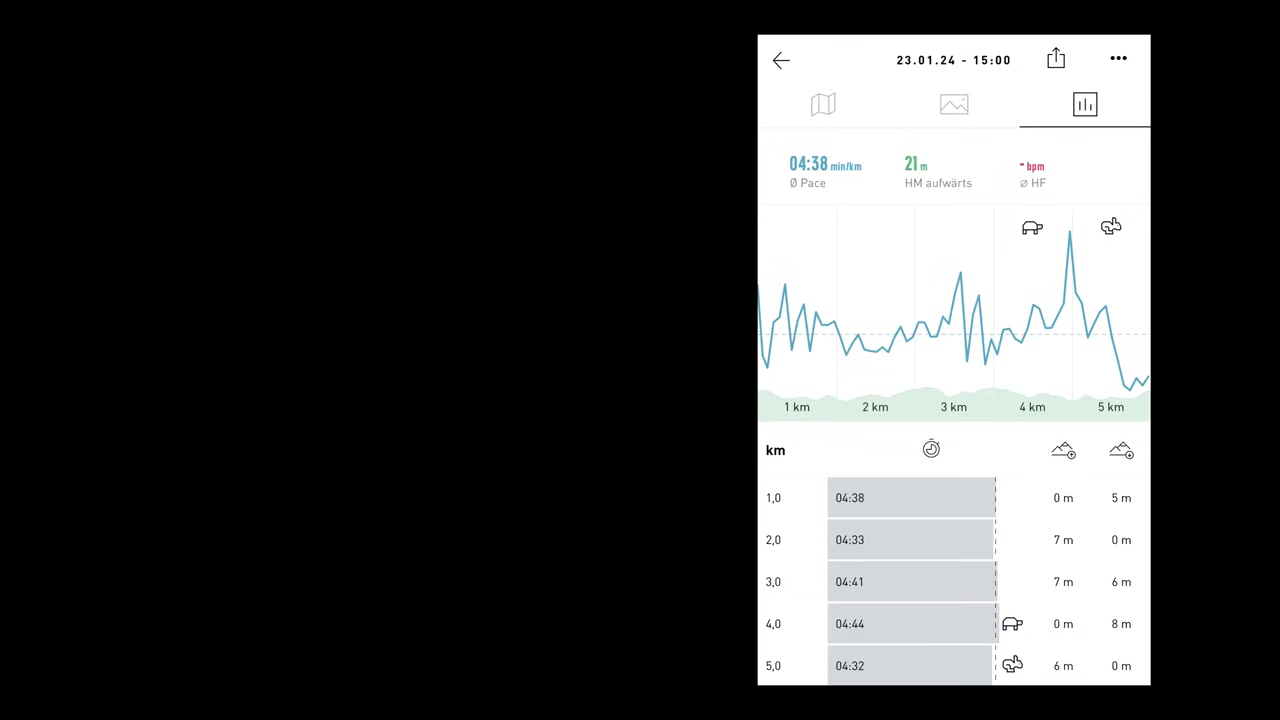 23.01.24 - 15:00
04:38 min/km
21 m
- bpm
Ø Pace
HM aufwärts
⌀ HF
1 km 2 km 3 km 4 km 5 km
km
1,0 04:38 0 m 5 m
2,0 04:33 7 m 0 m
3,0 04:41 7 m 6 m
4,0 04:44 0 m 8 m
5,0 04:32 6 m 0 m